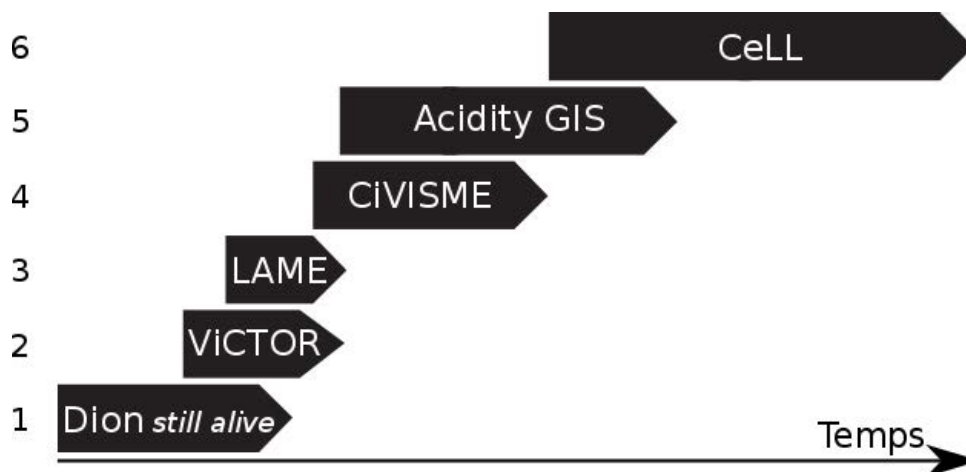 6 CeLL
5 Acidity GIS
4 CiVISME
3 LAME
2 ViCTOR
1 Dion still alive
Temps